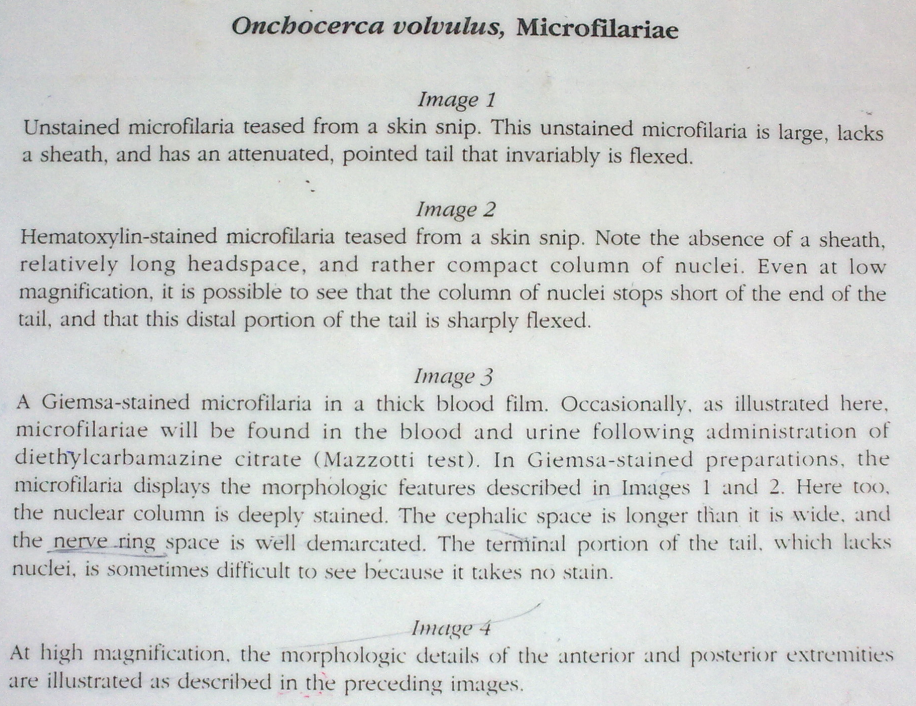 Onchocerca volvulus, Microfilariae
Image 1
Unstained microfilaria teased from a skin snip. This unstained microfilaria is large, lacks
a sheath, and has an attenuated, pointed tail that invariably is flexed.
Image 2
Hematoxylin-stained microfilaria teased from a skin snip. Note the absence of a sheath,
relatively long headspace, and rather compact column of nuclei. Even at low
magnification, it is possible to see that the column of nuclei stops short of the end of the
tail, and that this distal portion of the tail is sharply flexed.
Image 3
A Giemsa-stained microfilaria in a thick blood film. Occasionally, as illustrated here,
microfilariae will be found in the blood and urine following administration of
diethylcarbamazine citrate (Mazzotti test). In Giemsa-stained preparations, the
microfilaria displays the morphologic features described in Images 1 and 2. Here too,
the nuclear column is deeply stained. The cephalic space is longer than it is wide, and
the nerve ring space is well demarcated. The terminal portion of the tail, which lacks
nuclei, is sometimes difficult to see because it takes no stain.
Image 4
At high magnification, the morphologic details of the anterior and posterior extremities
are illustrated as described in the preceding images.